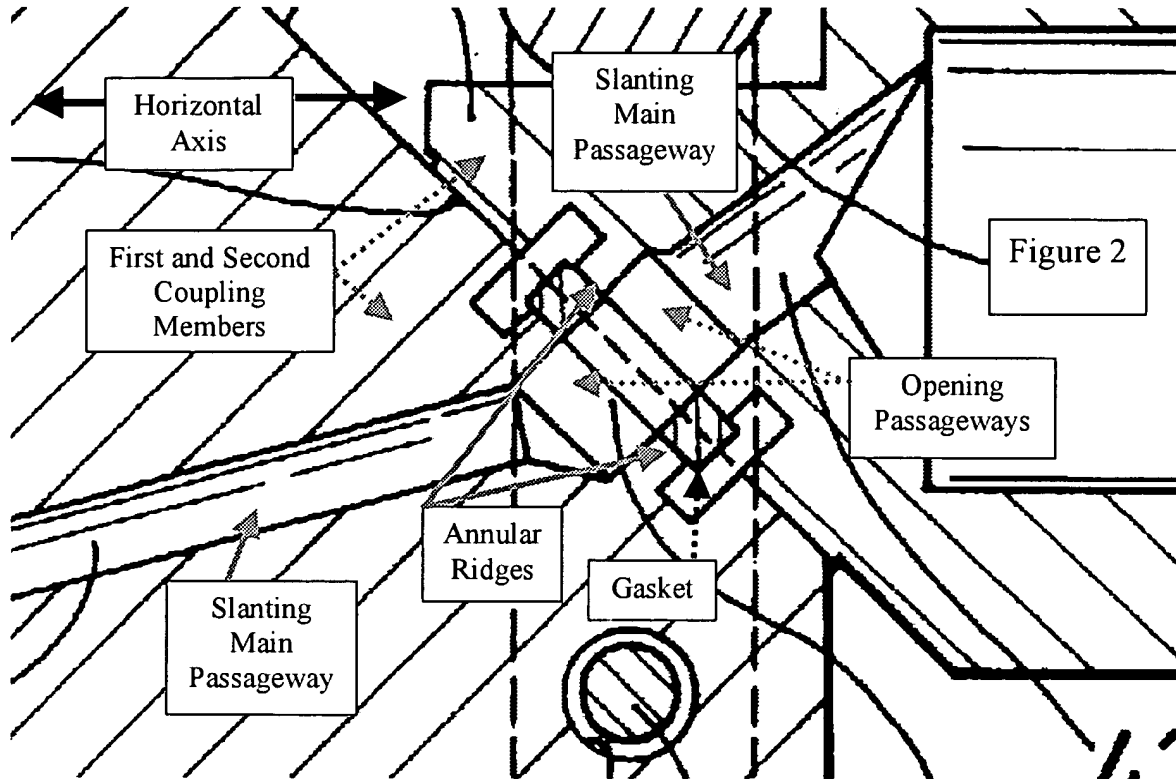 Horizontal
Axis
Slanting
Main
Passageway
First and Second
Coupling
Members
Figure 2
Opening
Passageways
Annular
Ridges
Gasket
Slanting
Main
Passageway